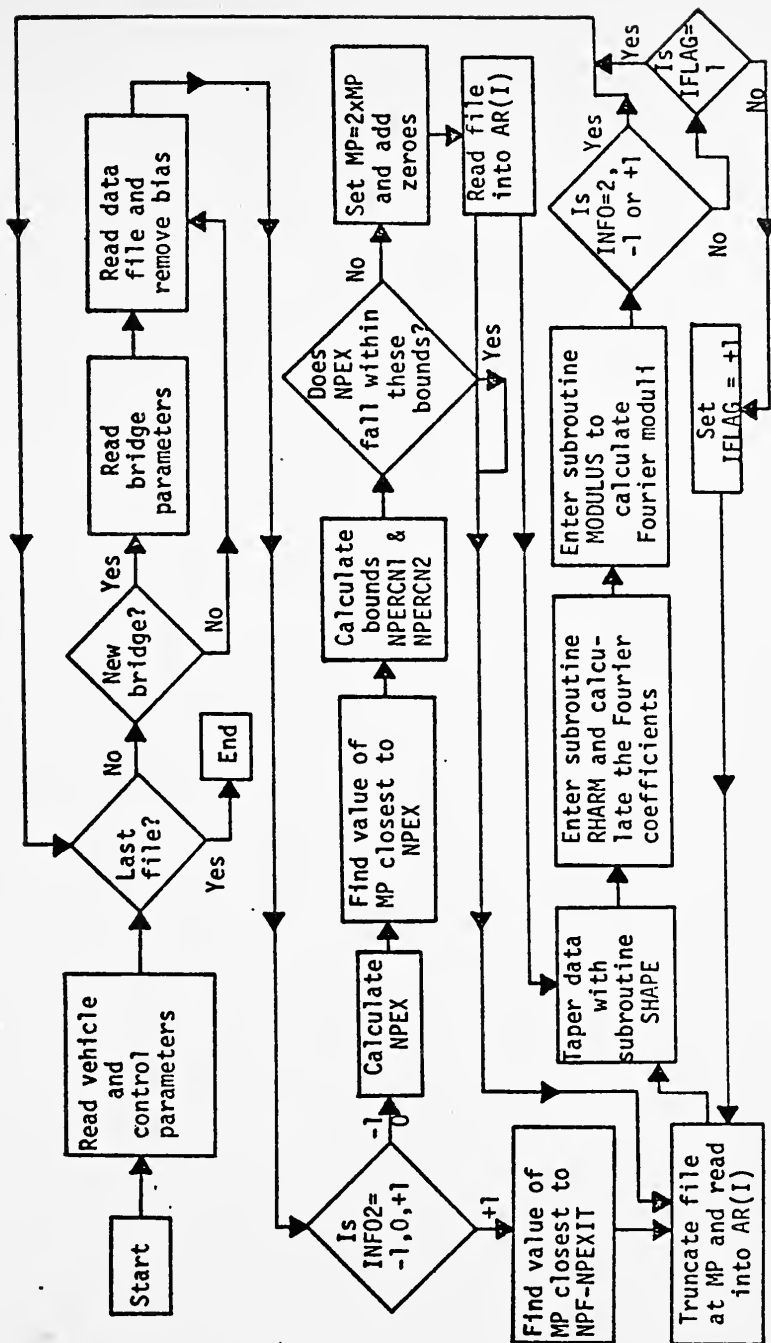 Start
Read vehicle
and
control
parameters
Last
file?
No
Yes
End
New
bridge?
Yes
No
Read
bridge
parameters
Read data
file and
remove bias
Is
INFO2=
-1,0,+1
-1
0
+1
Calculate
NPEX
Find value of
MP closest to
NPEX
Calculate
bounds
NPERCN1 &
NPERCN2
Does
NPEX
fall within
these
bounds?
No
Yes
Set MP=2xMP
and add
zeroes
Read file
into AR(I)
Find value of
MP closest to
NPF-NPEXIT
Truncate file
at MP and read
into AR(I)
Taper data
with
subroutine
SHAPE
Enter subroutine
RHARM and calcu-
late the Fourier
coefficients
Enter subroutine
MODULUS to
calculate
Fourier moduli
Is
INFO=2,
-1 or +1
Yes
No
Is
IFLAG=
1
Yes
No
Set
IFLAG = +1